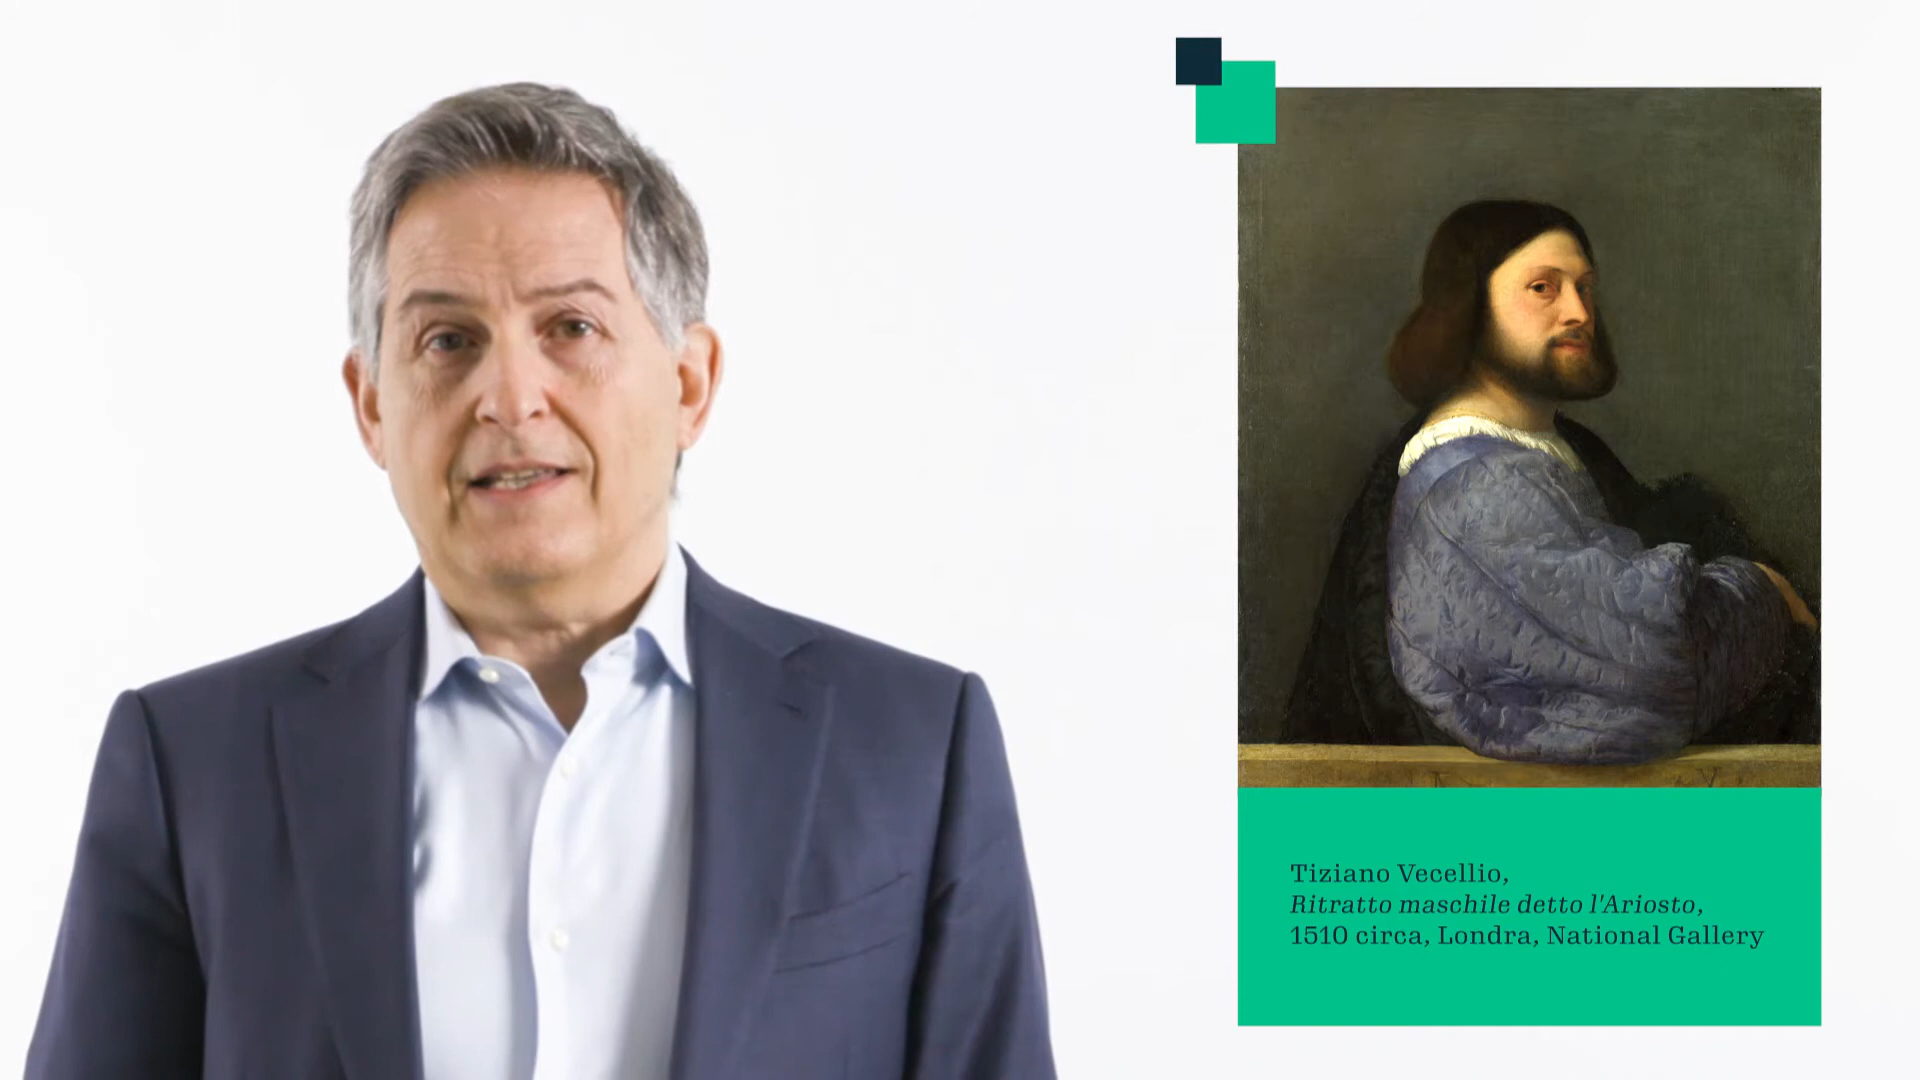 Tiziano Vecellio,
Ritratto maschile detto l'Ariosto,
1510 circa, Londra, National Gallery